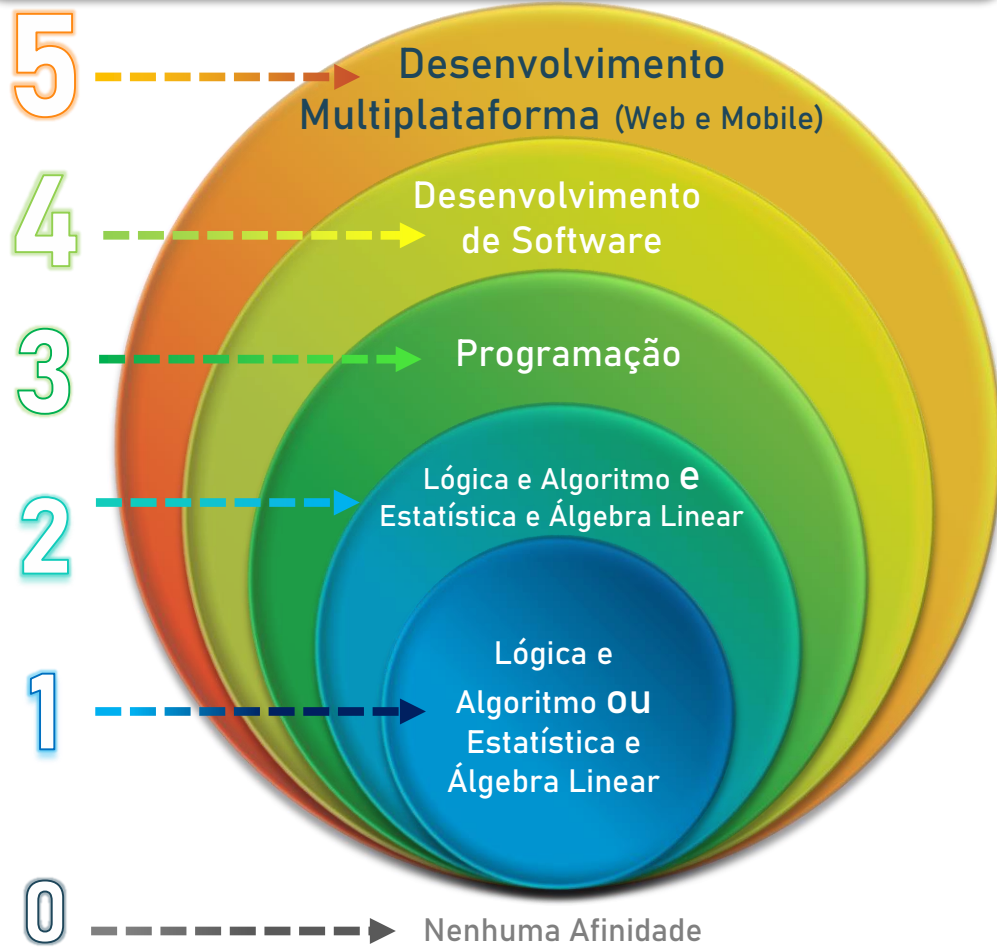 5
Desenvolvimento
Multiplataforma (Web e Mobile)
4
Desenvolvimento
de Software
3
Programação
2
Lógica e Algoritmo e
Estatística e Álgebra Linear
1
Lógica e
Algoritmo ou
Estatística e
Álgebra Linear
0
Nenhuma Afinidade